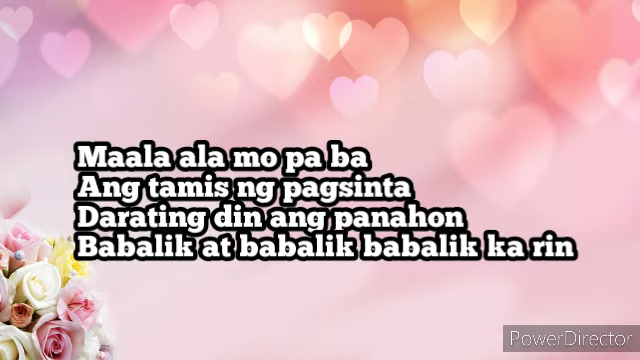 Maala ala mo pa ba
Ang tamis ng pagsinta
Darating din ang panahon
Babalik at babalik babalik ka rin
PowerDirector